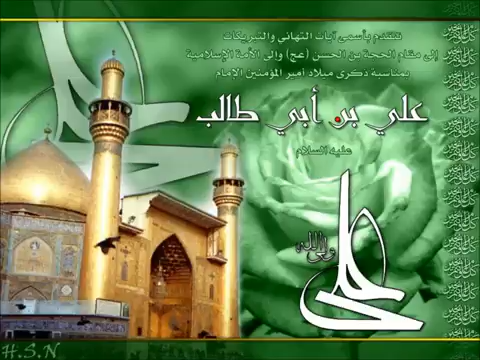 نتقدم بأسمى آيات التهاني والتبريكات
إلى مقام الحجة بن الحسن (عج) وإلى الأمة الإسلامية
بمناسبة ذكرى ميلاد أمير المؤمنين الإمام
علي بن أبي طالب
عليه السلام
علي
ولي الله
H.S.N